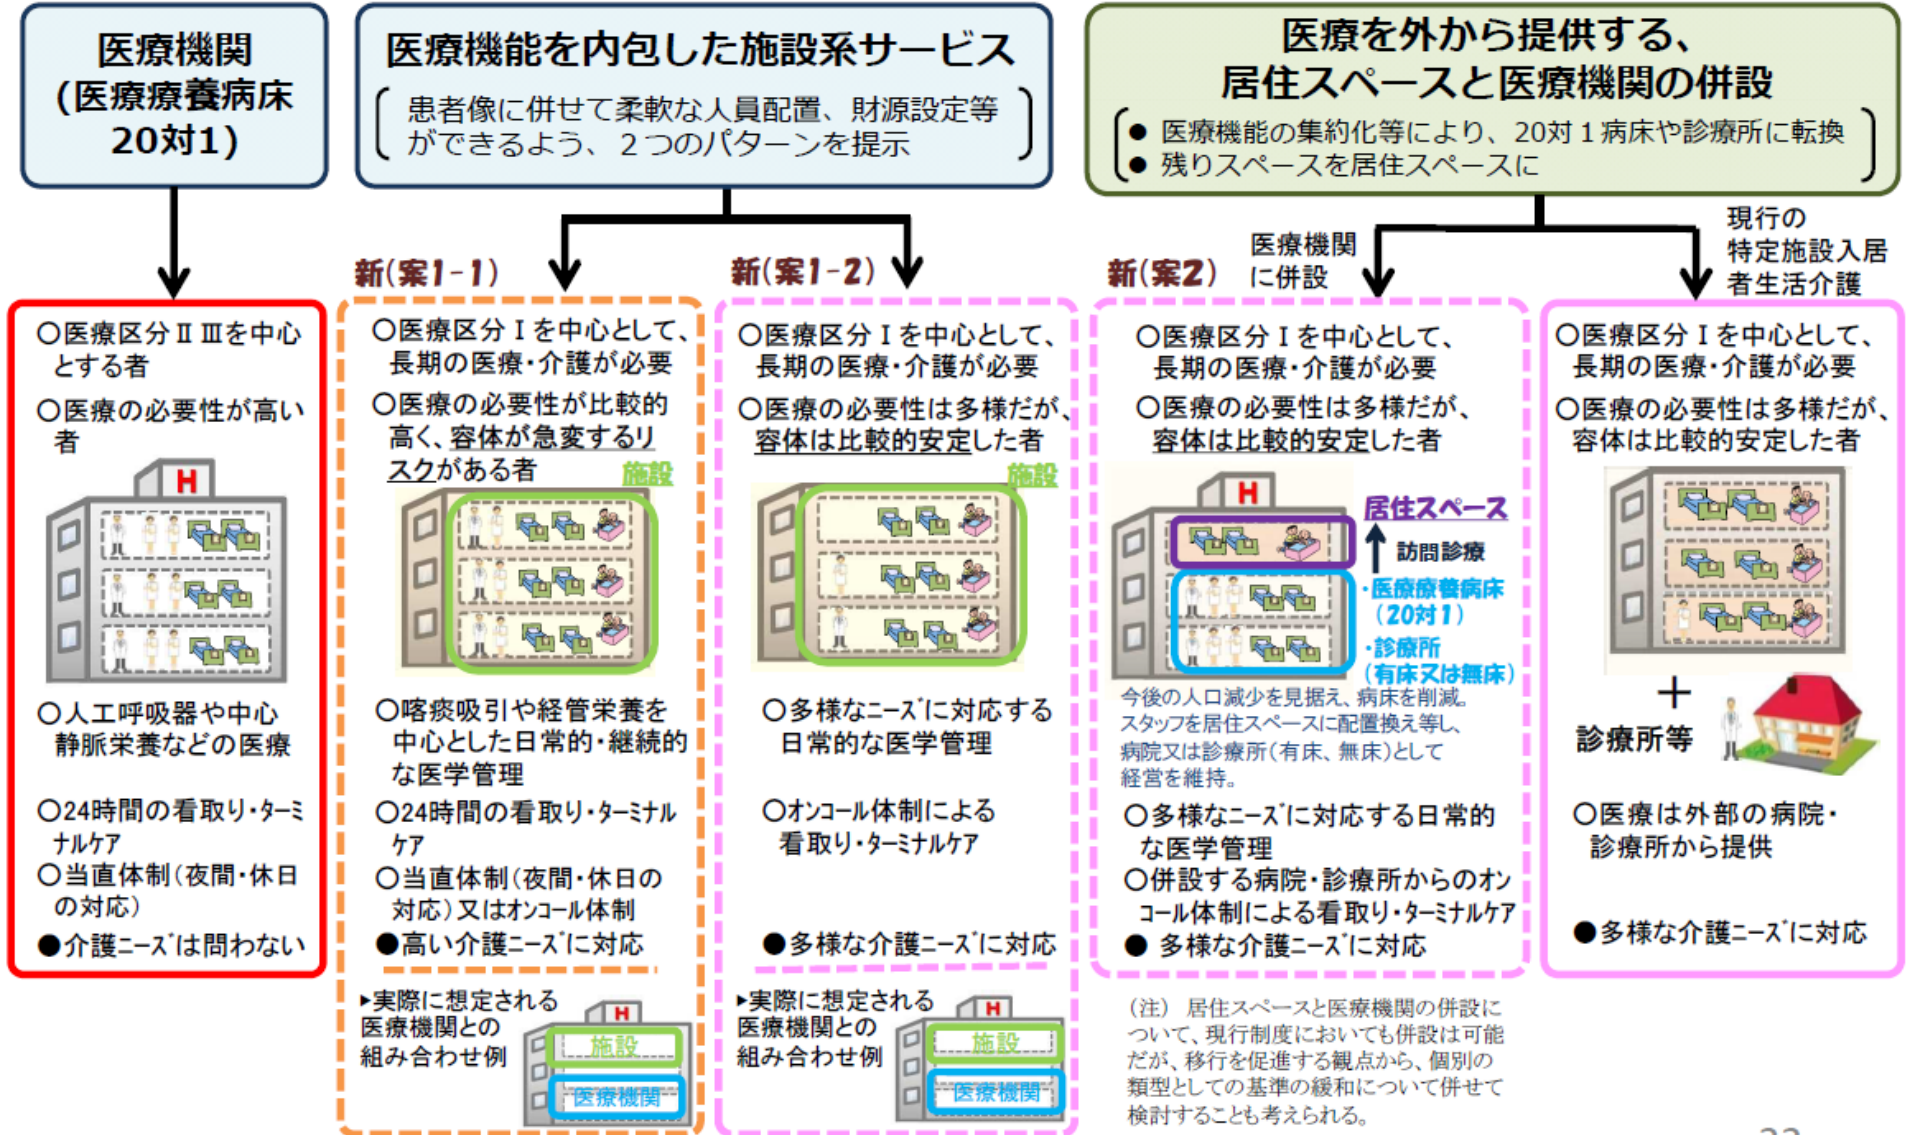 医療機関
(医療療養病床
20対1)
医療機能を内包した施設系サービス
患者像に併せて柔軟な人員配置、財源設定等
ができるよう、２つのパターンを提示
医療を外から提供する、
居住スペースと医療機関の併設
● 医療機能の集約化等により、20対１病床や診療所に転換
● 残りスペースを居住スペースに
新(案1-1)
新(案1-2)
新(案2)
医療機関
に併設
現行の
特定施設入居
者生活介護
○医療区分ⅡⅢを中心
とする者
○医療の必要性が高い
者
H
○人工呼吸器や中心
静脈栄養などの医療
○24時間の看取り・ターミ
ナルケア
○当直体制（夜間・休日
の対応）
●介護ニーズは問わない
○医療区分Ⅰを中心として、
長期の医療・介護が必要
○医療の必要性が比較的
高く、容体が急変するリ
スクがある者
施設
○喀痰吸引や経管栄養を
中心とした日常的・継続的
な医学管理
○24時間の看取り・ターミナル
ケア
○当直体制（夜間・休日の
対応）又はオンコール体制
●高い介護ニーズに対応
▶実際に想定される
医療機関との
組み合わせ例
H
施設
医療機関
○医療区分Ⅰを中心として、
長期の医療・介護が必要
○医療の必要性は多様だが、
容体は比較的安定した者
施設
○多様なニーズに対応する
日常的な医学管理
○オンコール体制による
看取り・ターミナルケア
●多様な介護ニーズに対応
▶実際に想定される
医療機関との
組み合わせ例
H
施設
医療機関
○医療区分Ⅰを中心として、
長期の医療・介護が必要
○医療の必要性は多様だが、
容体は比較的安定した者
H
居住スペース
訪問診療
・医療療養病床
（20対1）
・診療所
（有床又は無床）
今後の人口減少を見据え、病床を削減。
スタッフを居住スペースに配置換え等し、
病院又は診療所（有床、無床）として
経営を維持。
○多様なニーズに対応する日常的
な医学管理
○併設する病院・診療所からのオン
コール体制による看取り・ターミナルケア
● 多様な介護ニーズに対応
（注） 居住スペースと医療機関の併設に
ついて、現行制度においても併設は可能
だが、移行を促進する観点から、個別の
類型としての基準の緩和について併せて
検討することも考えられる。
○医療区分Ⅰを中心として、
長期の医療・介護が必要
○医療の必要性は多様だが、
容体は比較的安定した者
＋
診療所等
○医療は外部の病院・
診療所から提供
●多様な介護ニーズに対応